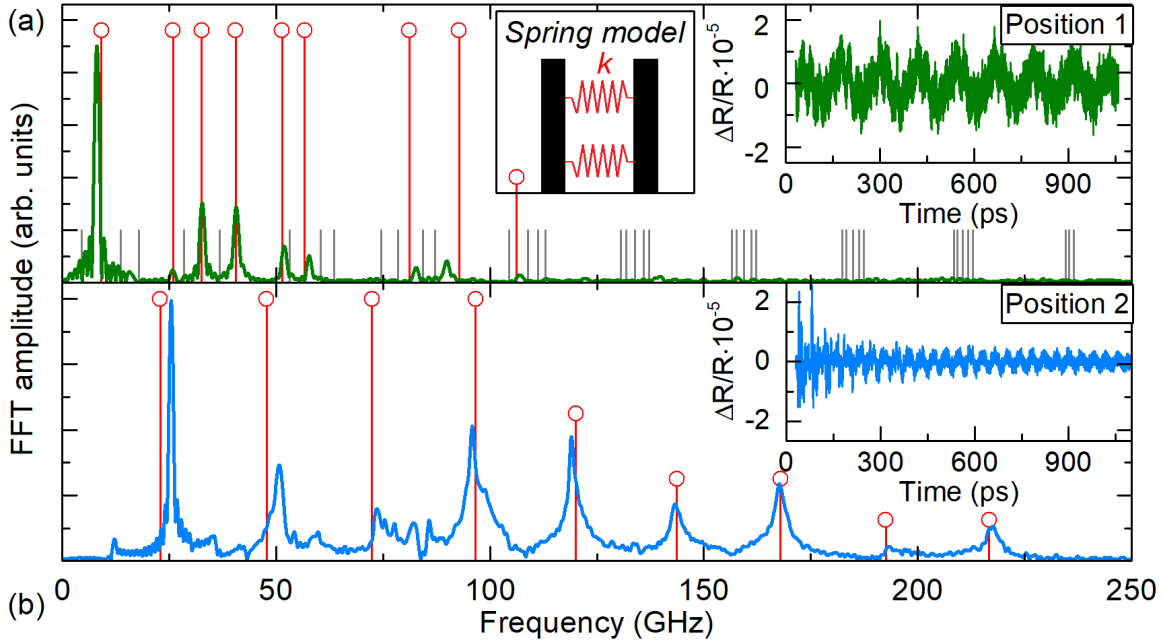 (a)
Spring model
k
Position 1
ΔR/R·10⁻⁵
2
0
-2
0 300 600 900
Time (ps)
FFT amplitude (arb. units)
Position 2
ΔR/R·10⁻⁵
2
0
-2
0 300 600 900
Time (ps)
0 50 100 150 200 250
(b)
Frequency (GHz)